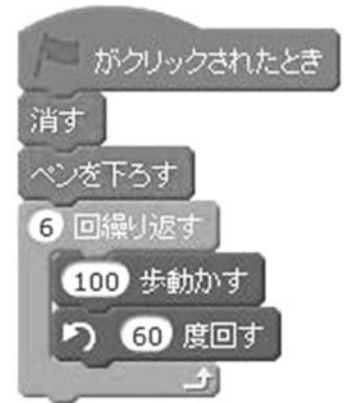 がクリックされたとき
消す
ペンを下ろす
6 回繰り返す
100 歩動かす
60 度回す